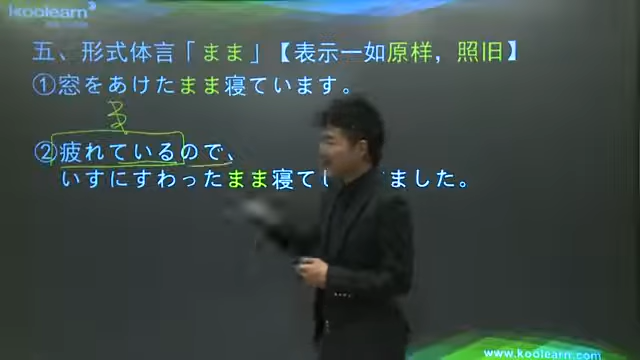 koolearn
五、形式体言「まま」【表示一如原样，照旧】
①窓をあけたまま寝ています。
②疲れているので、
いすにすわったまま寝て ました。
www.koolearn.com